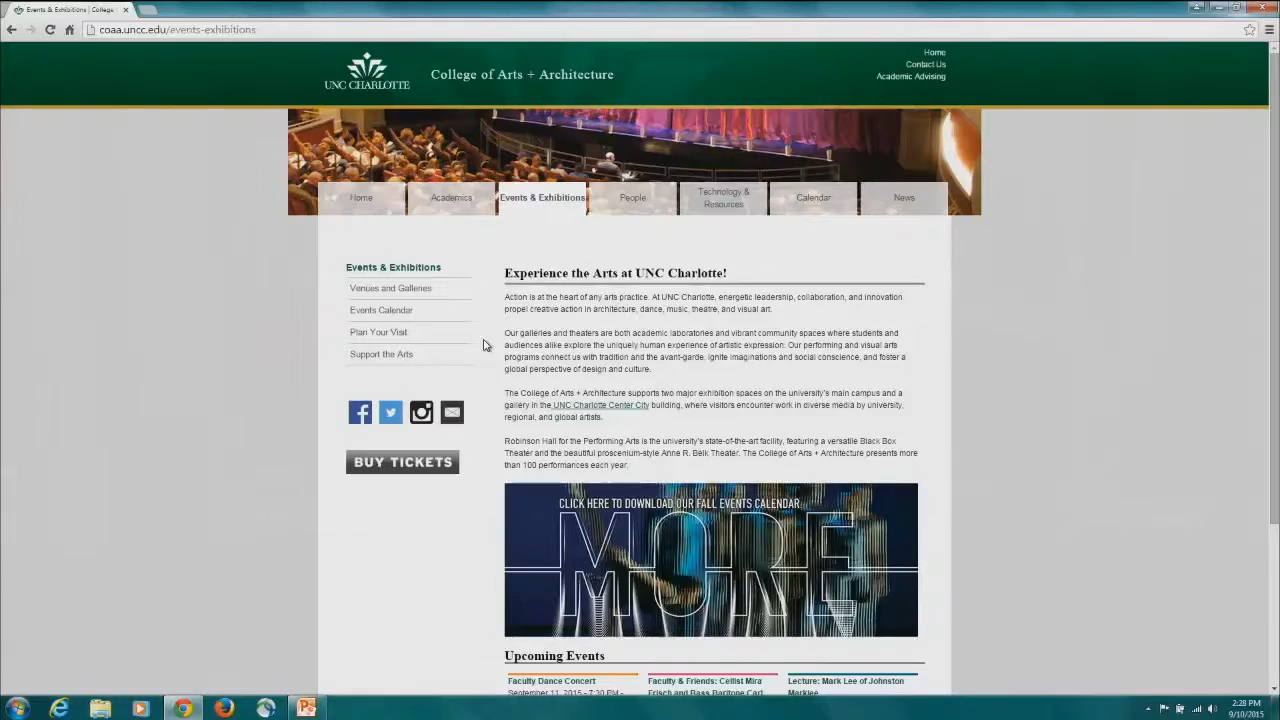 Events & Exhibitions | College
coaa.uncc.edu/events-exhibitions
UNC CHARLOTTE
College of Arts + Architecture
Home
Contact Us
Academic Advising
Home
Academics
Events & Exhibitions
People
Technology &
Resources
Calendar
News
Events & Exhibitions
Venues and Galleries
Events Calendar
Plan Your Visit
Support the Arts
BUY TICKETS
Experience the Arts at UNC Charlotte!
Action is at the heart of any arts practice. At UNC Charlotte, energetic leadership, collaboration, and innovation
propel creative action in architecture, dance, music, theatre, and visual art.
Our galleries and theaters are both academic laboratories and vibrant community spaces where students and
audiences alike explore the uniquely human experience of artistic expression. Our performing and visual arts
programs connect us with tradition and the avant-garde, ignite imaginations and social conscience, and foster a
global perspective of design and culture.
The College of Arts + Architecture supports two major exhibition spaces on the university's main campus and a
gallery in the UNC Charlotte Center City building, where visitors encounter work in diverse media by university,
regional, and global artists.
Robinson Hall for the Performing Arts is the university's state-of-the-art facility, featuring a versatile Black Box
Theater and the beautiful proscenium-style Anne R. Belk Theater. The College of Arts + Architecture presents more
than 100 performances each year.
CLICK HERE TO DOWNLOAD OUR FALL EVENTS CALENDAR
MORE
Upcoming Events
Faculty Dance Concert
September 11, 2015 - 7:30 PM -
Faculty & Friends: Cellist Mira
Frisch and Bass Baritone Carl
Lecture: Mark Lee of Johnston
Marklee
2:28 PM
9/10/2015